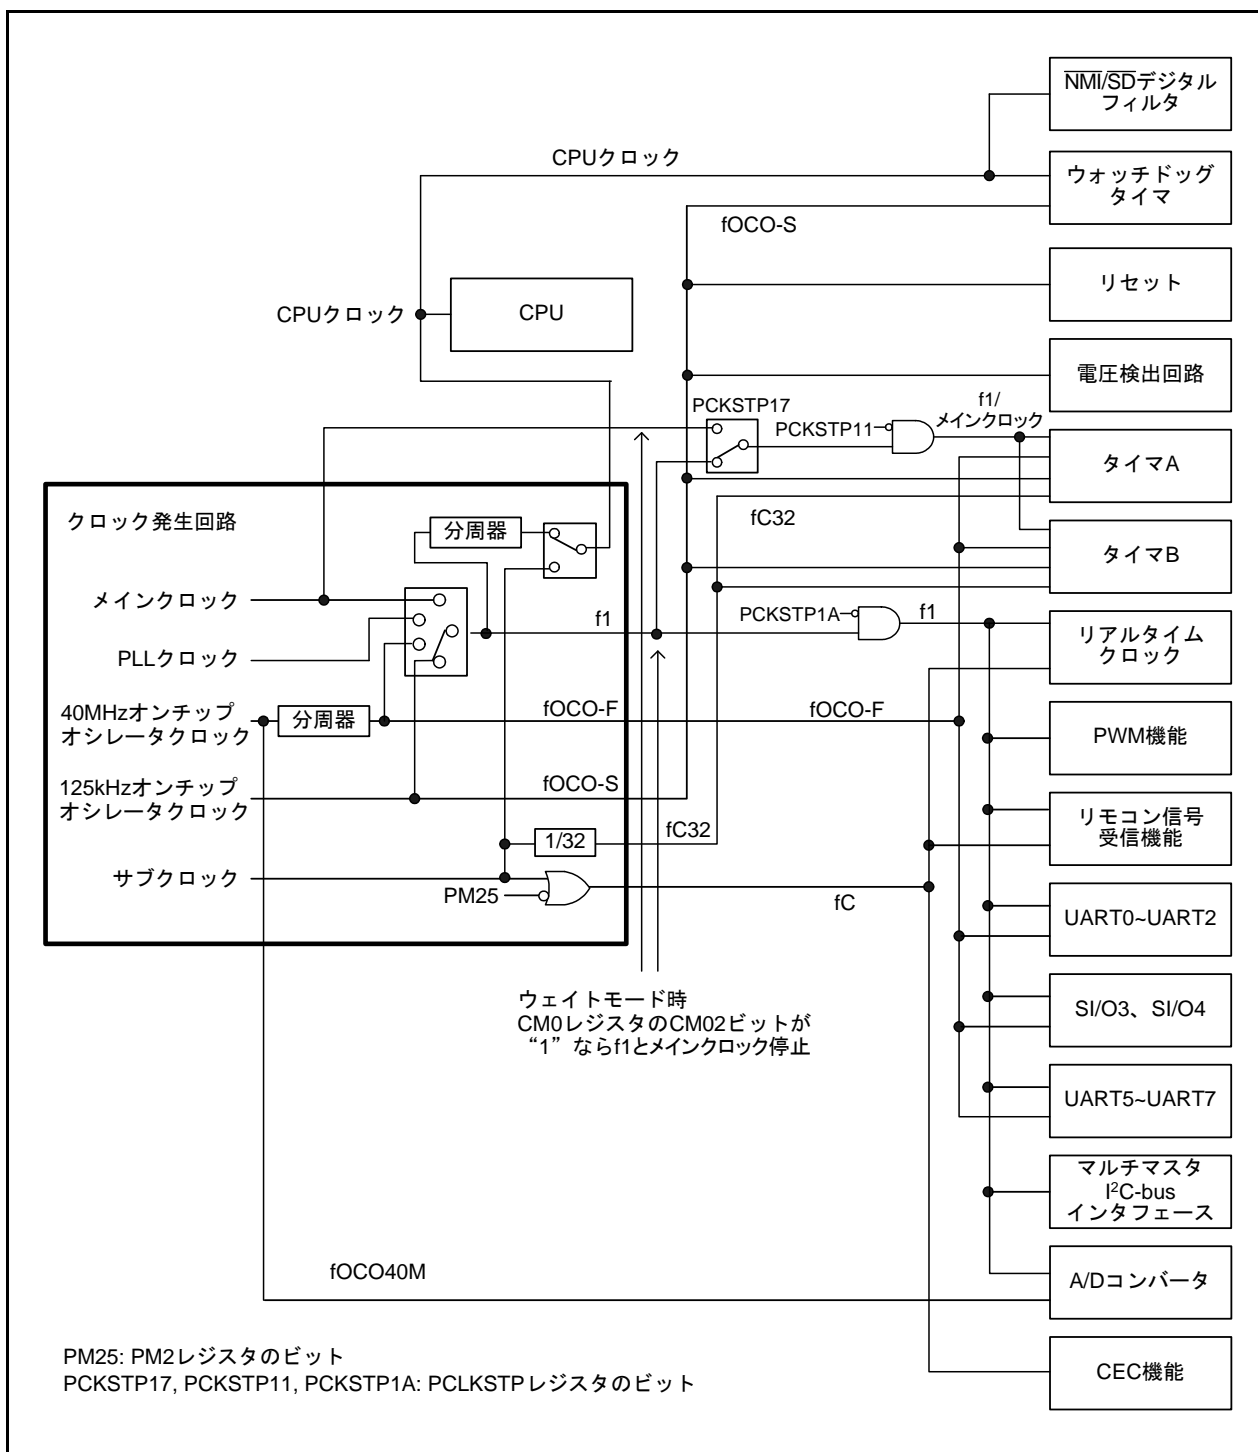 NMI/SDデジタル
フィルタ
CPUクロック
ウォッチドッグ
タイマ
fOCO-S
リセット
CPUクロック
CPU
電圧検出回路
PCKSTP17
PCKSTP11
f1/
メインクロック
タイマA
fC32
クロック発生回路
分周器
タイマB
メインクロック
f1
PCKSTP1A
f1
リアルタイム
クロック
PLLクロック
40MHzオンチップ
オシレータクロック
分周器
fOCO-F
fOCO-F
PWM機能
125kHzオンチップ
オシレータクロック
fOCO-S
リモコン信号
受信機能
1/32
fC32
サブクロック
PM25
fC
UART0~UART2
ウェイトモード時
CM0レジスタのCM02ビットが
“1”ならf1とメインクロック停止
SI/O3、SI/O4
UART5~UART7
マルチマスタ
I²C-bus
インタフェース
fOCO40M
A/Dコンバータ
CEC機能
PM25: PM2レジスタのビット
PCKSTP17, PCKSTP11, PCKSTP1A: PCLKSTPレジスタのビット